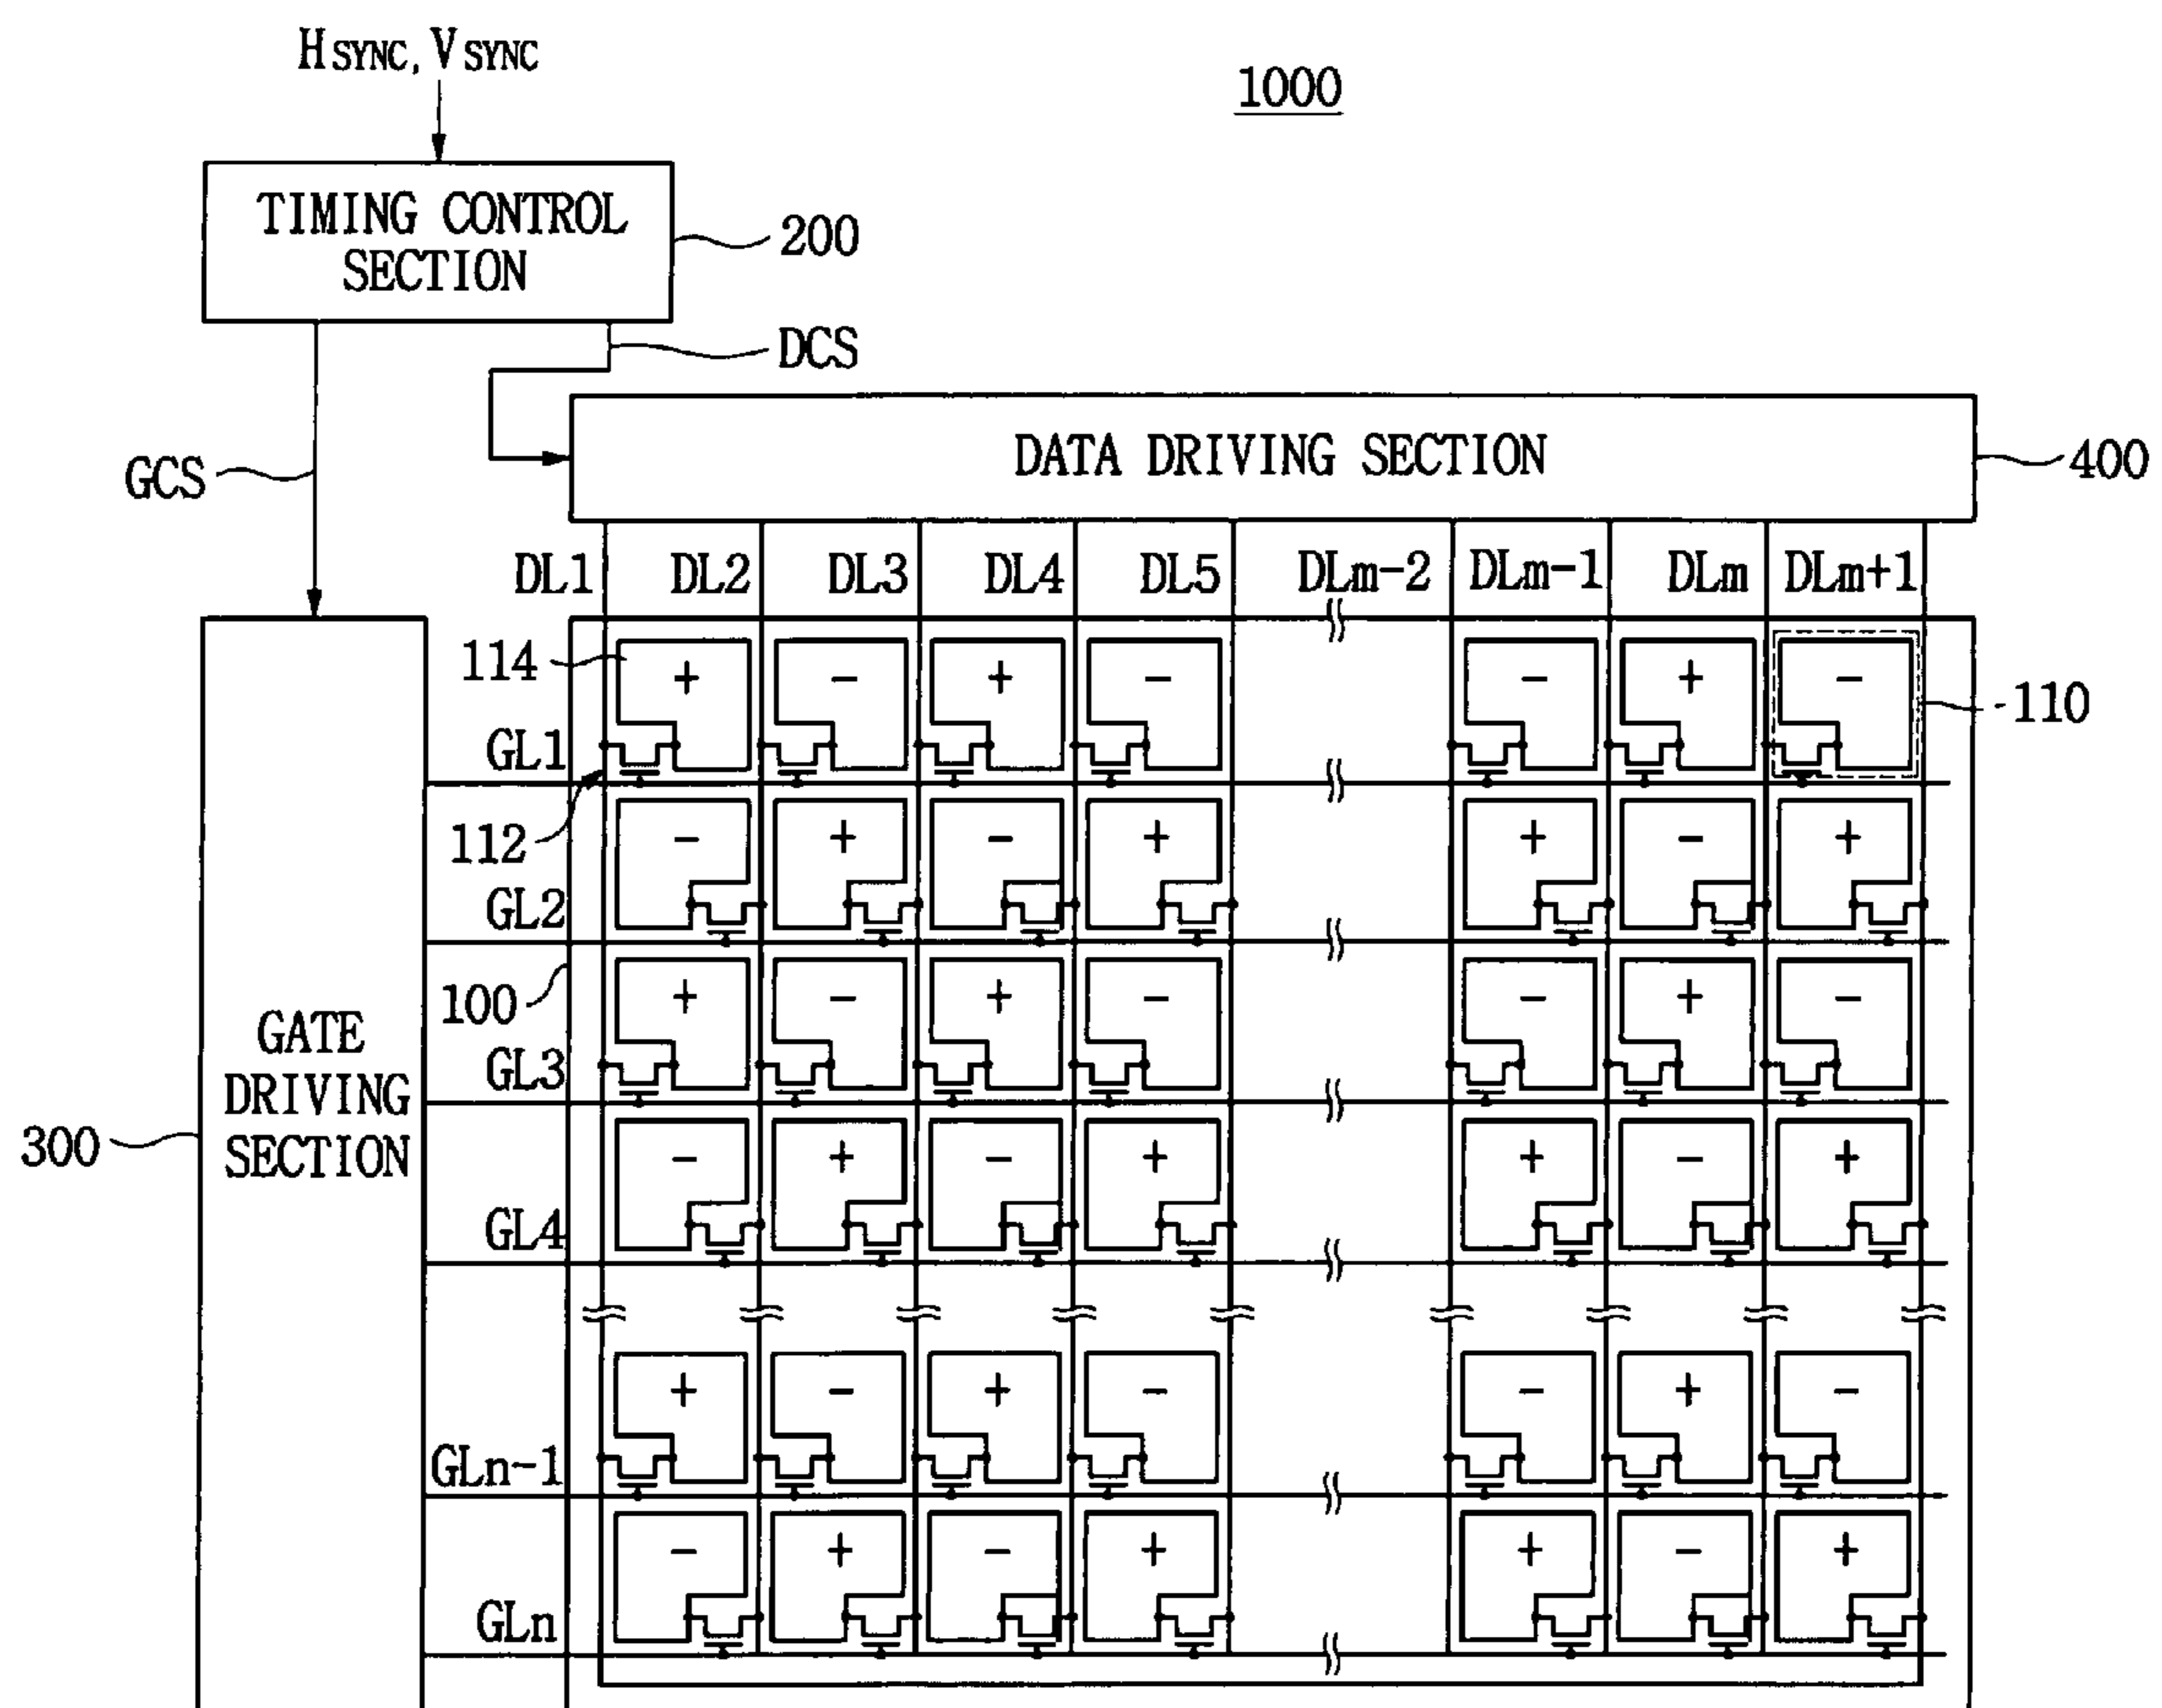 HSYNC, VSYNC
1000
TIMING CONTROL
SECTION
200
DCS
GCS
DATA DRIVING SECTION
400
DL1 DL2 DL3 DL4 DL5 DLm-2 DLm-1 DLm DLm+1
114 + - + - - + -
110
GL1
112 - + - + + - +
GL2
100 + - + - - + -
GL3
GATE
DRIVING
SECTION
300
- + - + + - +
GL4
+ - + - - + -
GLn-1
- + - + + - +
GLn